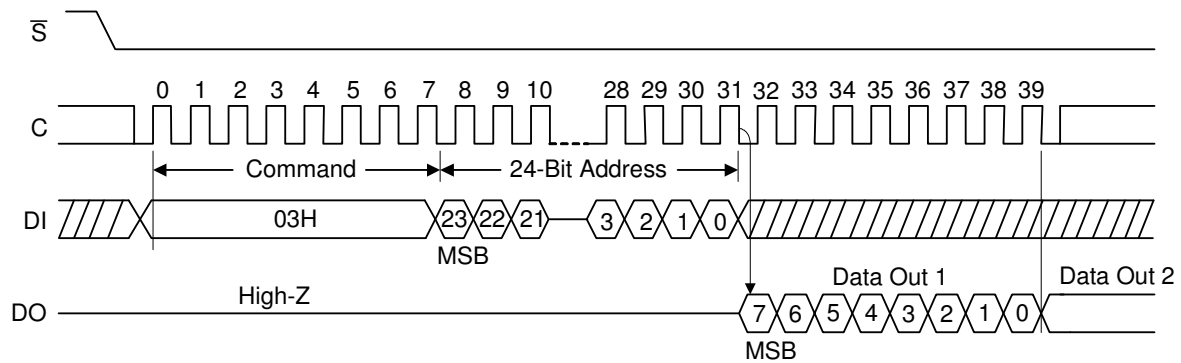 S̅
0 1 2 3 4 5 6 7 8 9 10 28 29 30 31 32 33 34 35 36 37 38 39
C
Command 24-Bit Address
DI 03H 23 22 21 3 2 1 0
MSB
High-Z Data Out 1 Data Out 2
DO 7 6 5 4 3 2 1 0
MSB